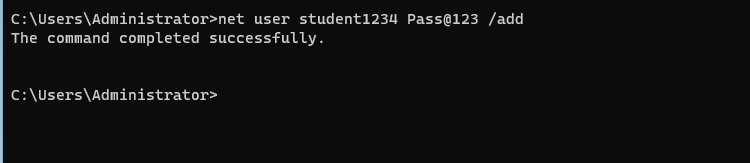 C:\Users\Administrator>net user student1234 Pass@123 /add
The command completed successfully.
C:\Users\Administrator>